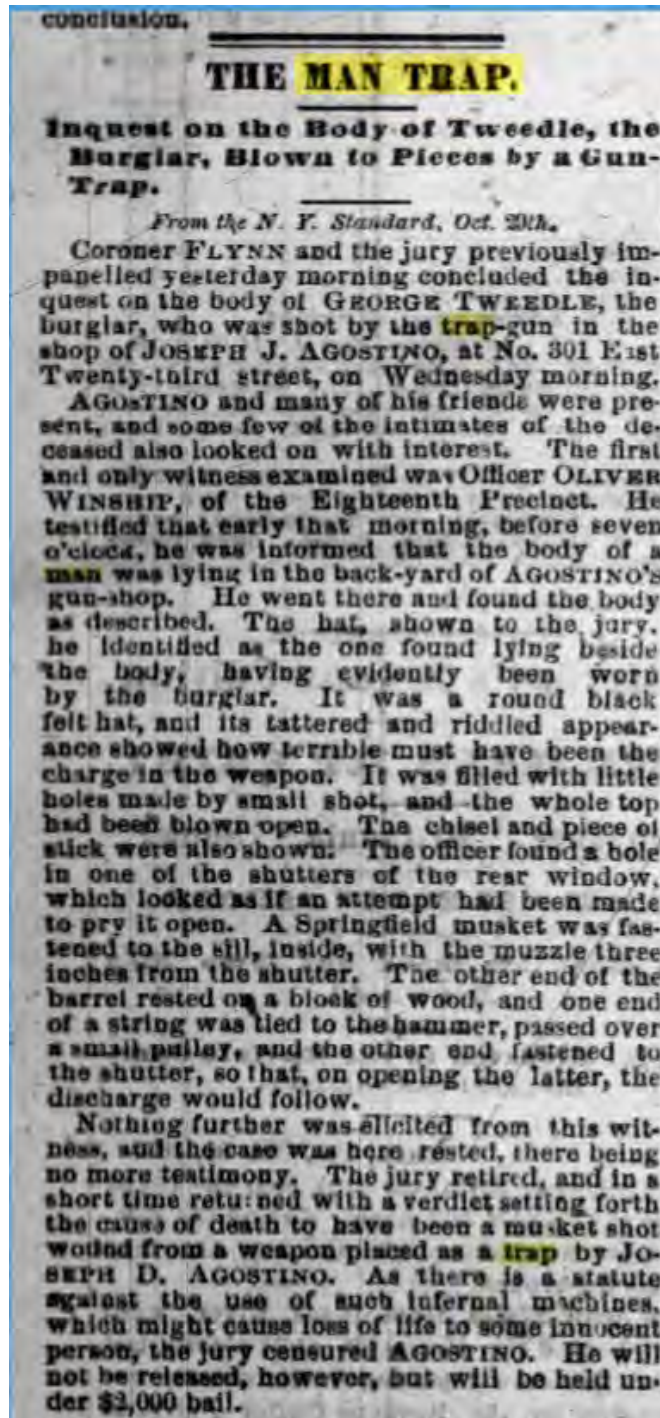 conclusion.
THE MAN TRAP.
Inquest on the Body of Tweedle, the
Burglar, Blown to Pieces by a Gun-
Trap.
From the N. Y. Standard, Oct. 29th.
Coroner FLYNN and the jury previously im-
panelled yesterday morning concluded the in-
quest on the body of GEORGE TWEEDLE, the
burglar, who was shot by the trap-gun in the
shop of JOSEPH J. AGOSTINO, at No. 301 East
Twenty-third street, on Wednesday morning.
AGOSTINO and many of his friends were pre-
sent, and some few of the intimates of the de-
ceased also looked on with interest. The first
and only witness examined was Officer OLIVER
WINSHIP, of the Eighteenth Precinct. He
testified that early that morning, before seven
o'clock, he was informed that the body of a
man was lying in the back-yard of AGOSTINO'S
gun-shop. He went there and found the body
as described. The hat, shown to the jury,
he identified as the one found lying beside
the body, having evidently been worn
by the burglar. It was a round black
felt hat, and its tattered and riddled appear-
ance showed how terrible must have been the
charge in the weapon. It was filled with little
holes made by small shot, and the whole top
had been blown open. The chisel and piece of
stick were also shown. The officer found a hole
in one of the shutters of the rear window,
which looked as if an attempt had been made
to pry it open. A Springfield musket was fas-
tened to the sill, inside, with the muzzle three
inches from the shutter. The other end of the
barrel rested on a block of wood, and one end
of a string was tied to the hammer, passed over
a small pulley, and the other end fastened to
the shutter, so that, on opening the latter, the
discharge would follow.
Nothing further was elicited from this wit-
ness, and the case was here rested, there being
no more testimony. The jury retired, and in a
short time returned with a verdict setting forth
the cause of death to have been a musket shot
wound from a weapon placed as a trap by JO-
SEPH D. AGOSTINO. As there is a statute
against the use of such infernal machines,
which might cause loss of life to some innocent
person, the jury censured AGOSTINO. He will
not be released, however, but will be held un-
der $2,000 bail.